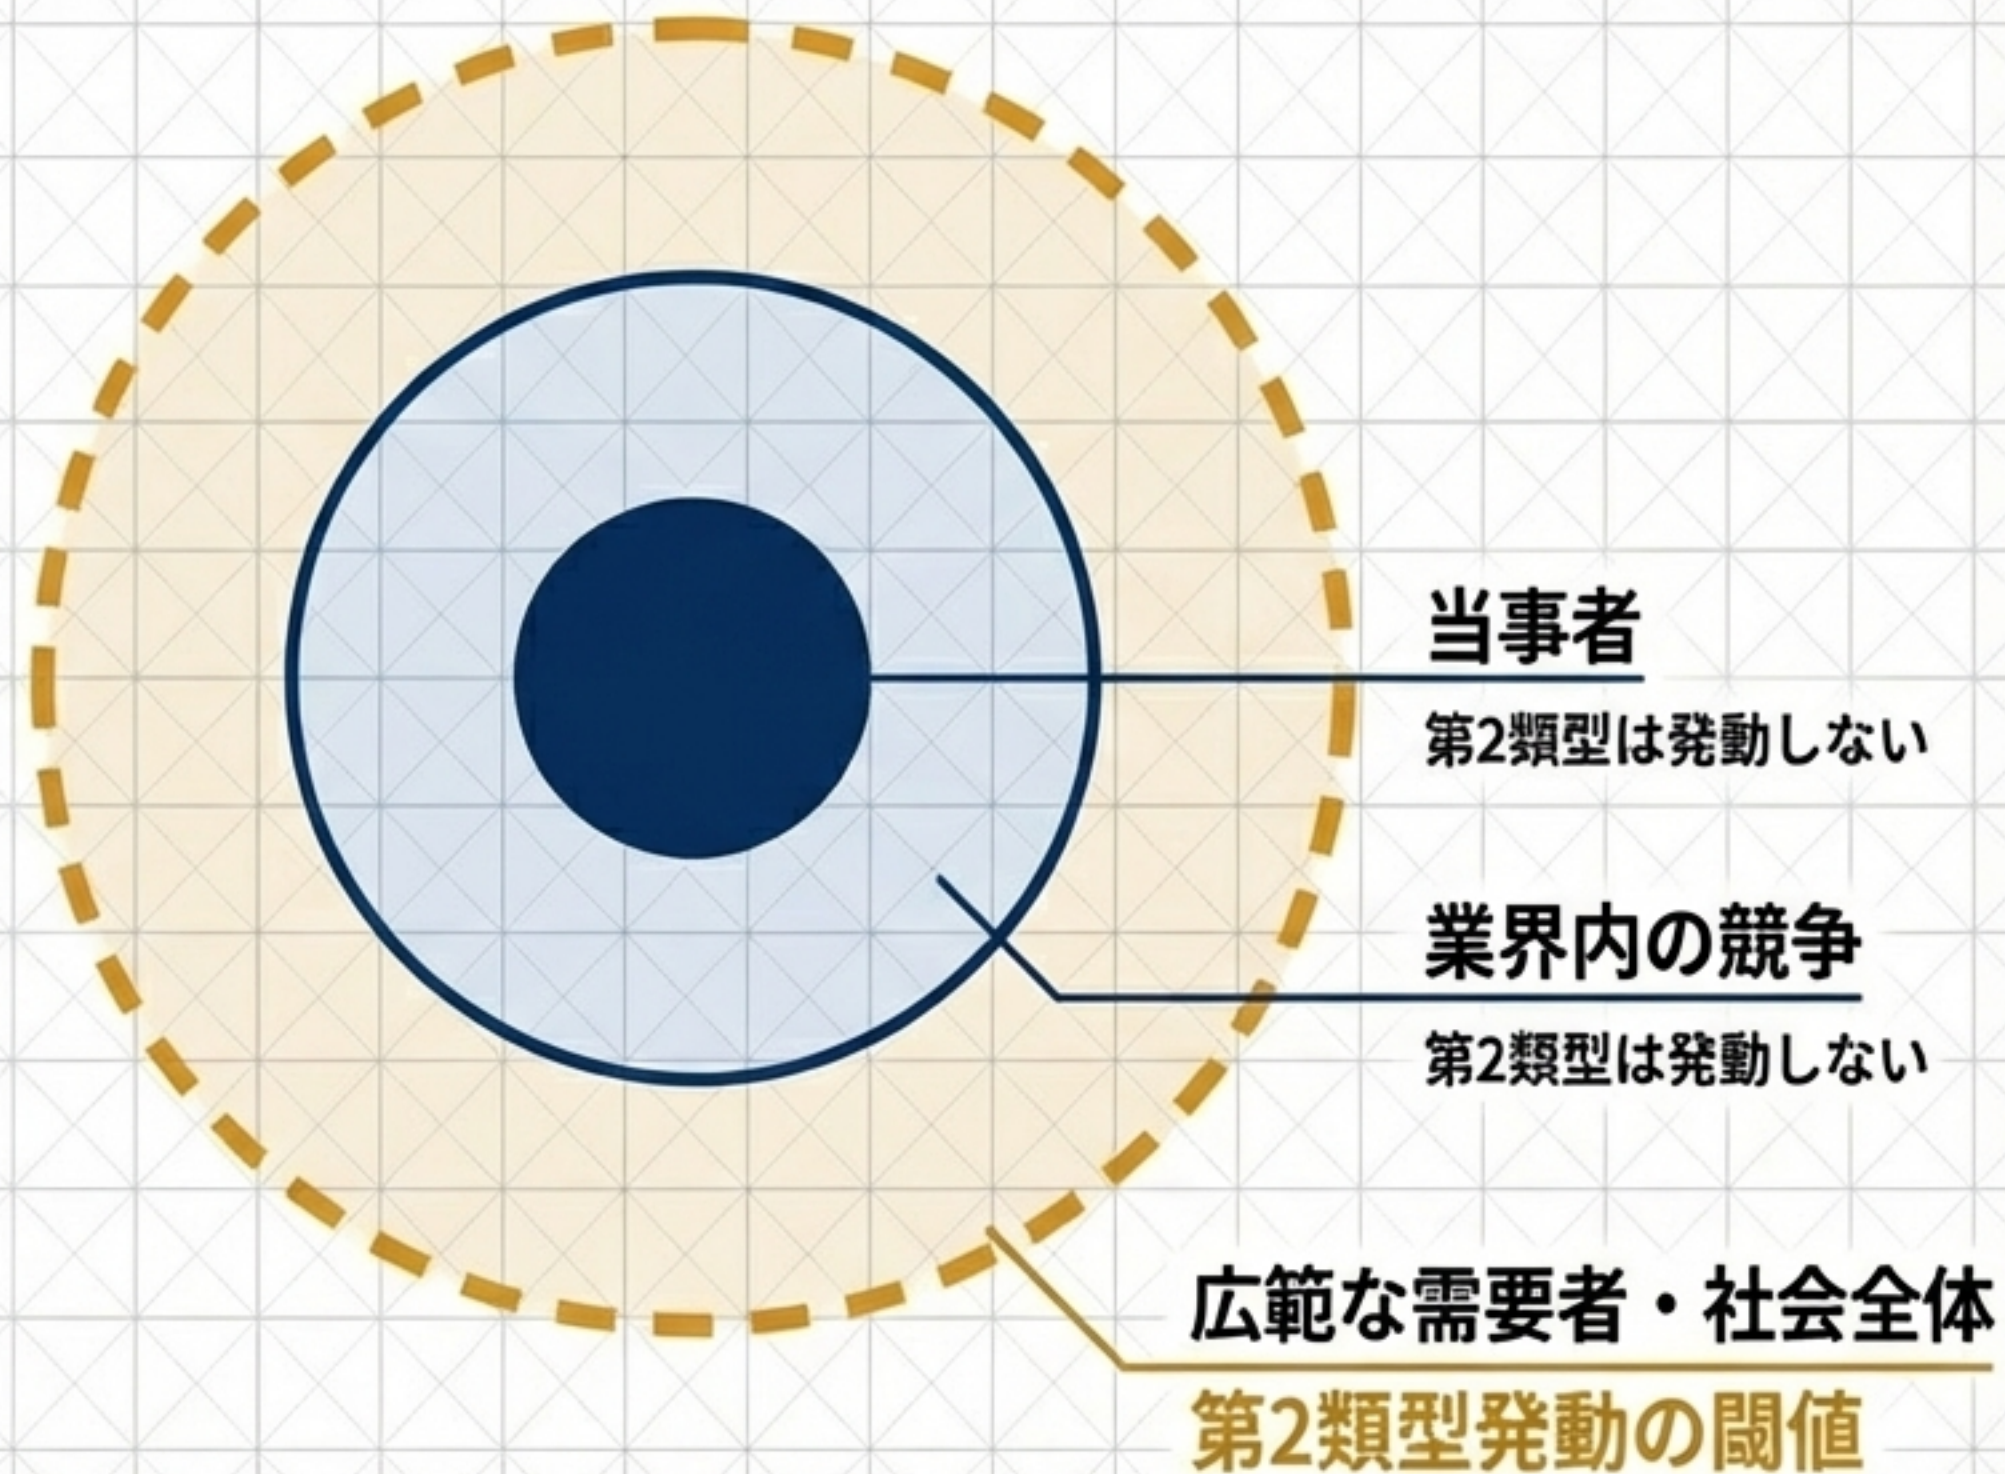 当事者
第2類型は発動しない
業界内の競争
第2類型は発動しない
広範な需要者・社会全体
第2類型発動の閾値